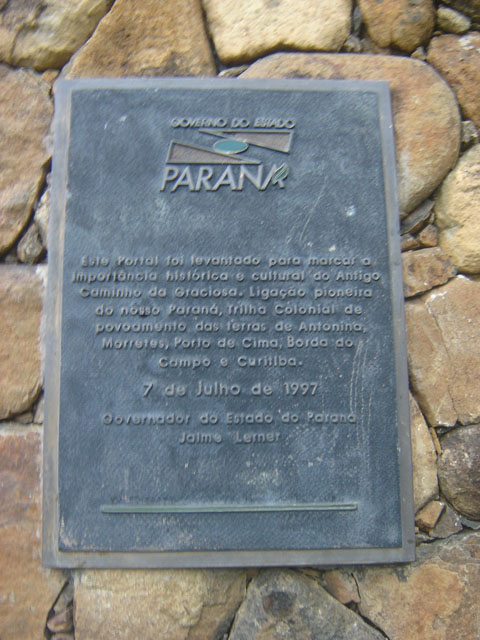 GOVERNO DO ESTADO
PARANÁ
Este Portal foi levantado para marcar a
importância histórica e cultural do Antigo
Caminho da Graciosa. Ligação pioneira
do nosso Paraná, Trilha Colonial de
povoamento das terras de Antonina,
Morretes, Porto de Cima, Borda do
Campo e Curitiba.
7 de Julho de 1997
Governador do Estado do Paraná
Jaime Lerner